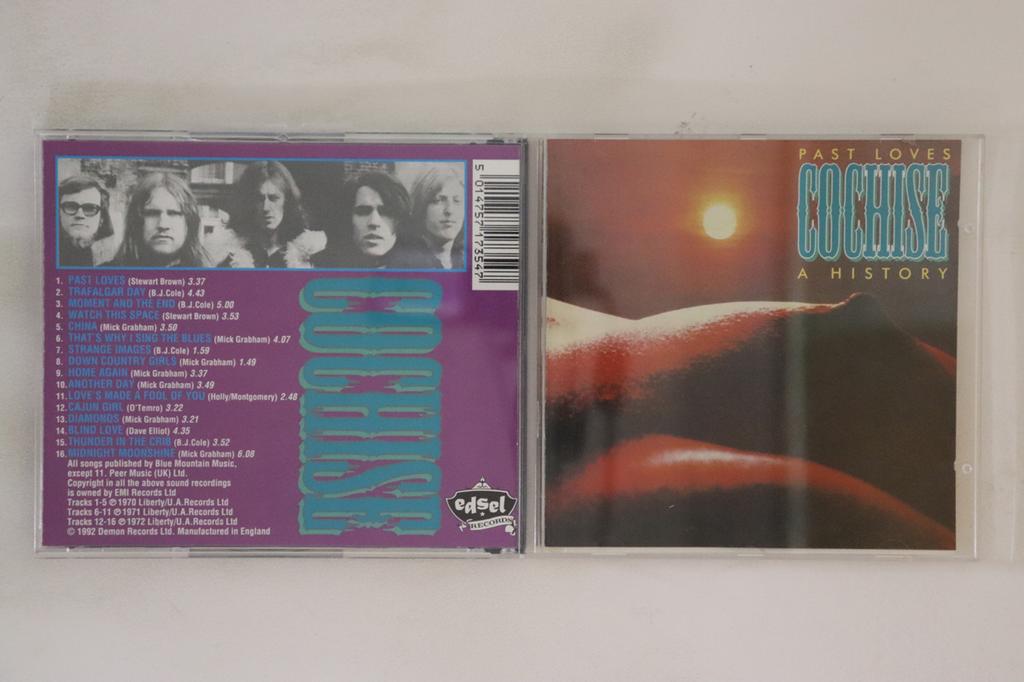 5 014757 173547
1. PAST LOVES (Stewart Brown) 3.37
2. TRAFALGAR DAY (B.J.Cole) 4.43
3. MOMENT AND THE END (B.J.Cole) 5.00
4. WATCH THIS SPACE (Stewart Brown) 3.53
5. CHINA (Mick Grabham) 3.50
6. THAT'S WHY I SING THE BLUES (Mick Grabham) 4.07
7. STRANGE IMAGES (B.J.Cole) 1.59
8. DOWN COUNTRY GIRLS (Mick Grabham) 1.49
9. HOME AGAIN (Mick Grabham) 3.37
10. ANOTHER DAY (Mick Grabham) 3.49
11. LOVE'S MADE A FOOL OF YOU (Holly/Montgomery) 2.48
12. CAJUN GIRL (O'Temro) 3.22
13. DIAMONDS (Mick Grabham) 3.21
14. BLIND LOVE (Dave Elliot) 4.35
15. THUNDER IN THE CRIB (B.J.Cole) 3.52
16. MIDNIGHT MOONSHINE (Mick Grabham) 6.08
All songs published by Blue Mountain Music,
except 11. Peer Music (UK) Ltd.
Copyright in all the above sound recordings
is owned by EMI Records Ltd
Tracks 1-5 ℗ 1970 Liberty/U.A.Records Ltd
Tracks 6-11 ℗ 1971 Liberty/U.A.Records Ltd
Tracks 12-16 ℗ 1972 Liberty/U.A.Records Ltd
© 1992 Demon Records Ltd. Manufactured in England
COCHISE
edsel
RECORDS
PAST LOVES
COCHISE
A HISTORY